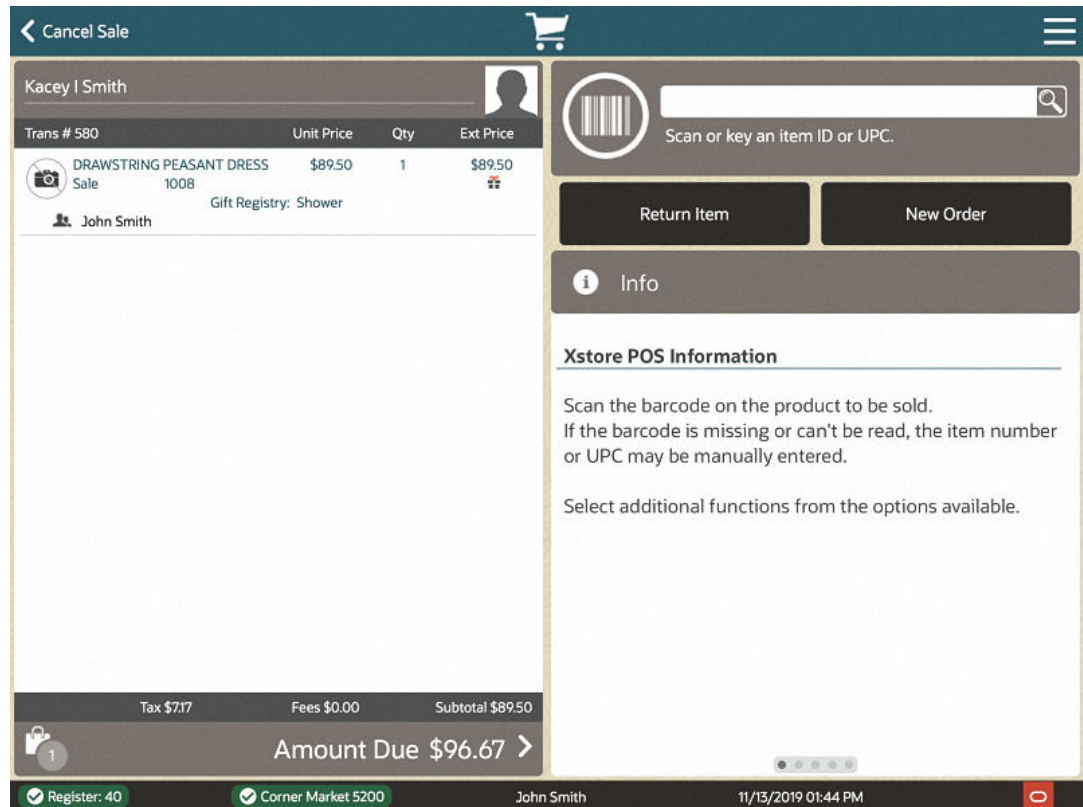 Cancel Sale
Kacey I Smith
Trans # 580 Unit Price Qty Ext Price
DRAWSTRING PEASANT DRESS $89.50 1 $89.50
Sale 1008
Gift Registry: Shower
John Smith
Tax $7.17 Fees $0.00 Subtotal $89.50
1 Amount Due $96.67
Scan or key an item ID or UPC.
Return Item New Order
Info
Xstore POS Information
Scan the barcode on the product to be sold.
If the barcode is missing or can't be read, the item number
or UPC may be manually entered.
Select additional functions from the options available.
Register: 40 Corner Market 5200 John Smith 11/13/2019 01:44 PM